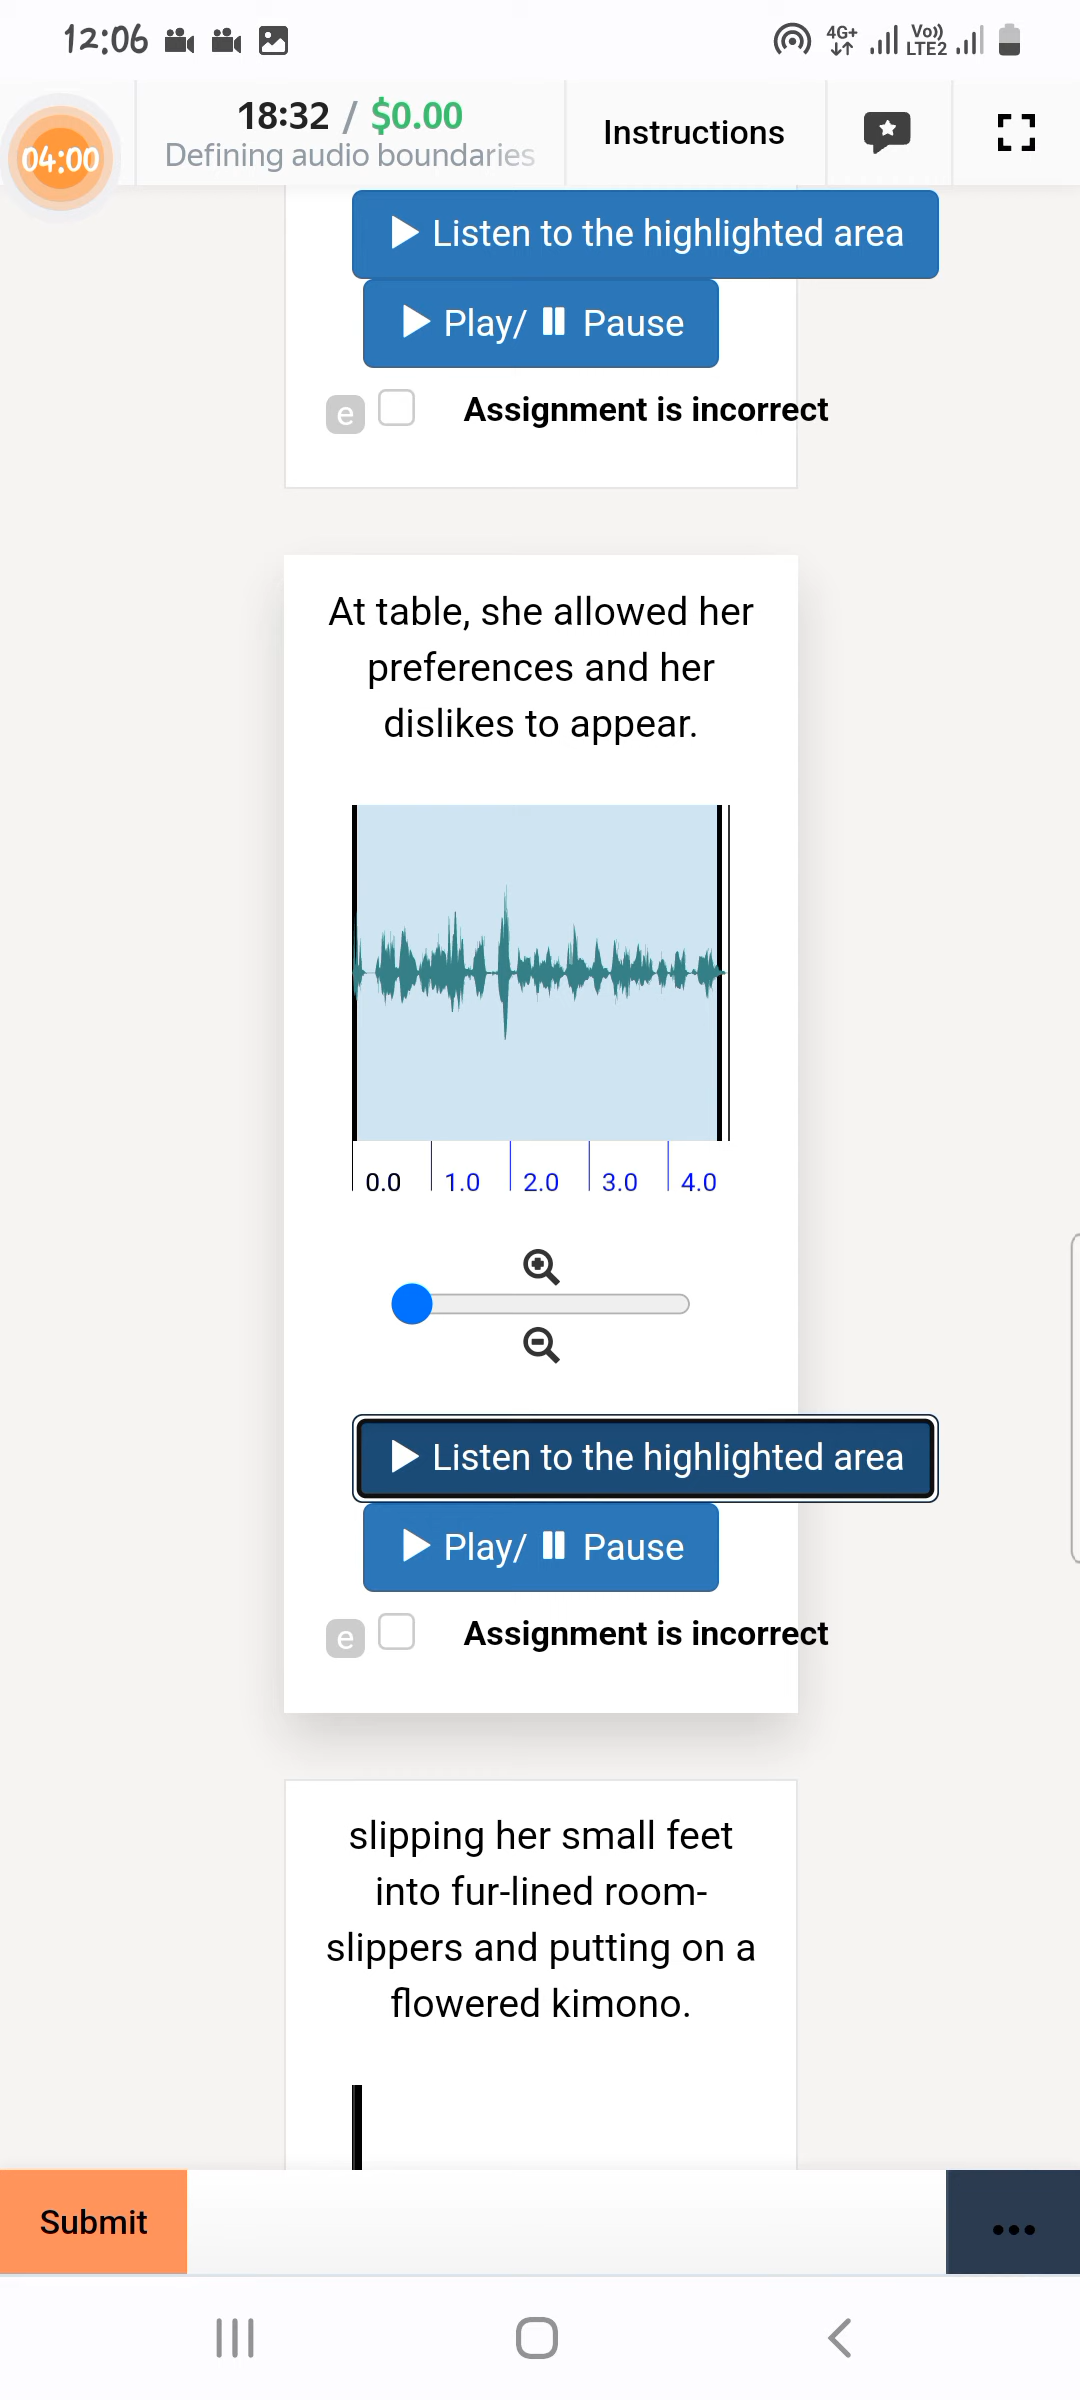 12:06
4G+
Vo))
LTE2
04:00
18:32 / $0.00
Defining audio boundaries
Instructions
Listen to the highlighted area
Play/ Pause
e
Assignment is incorrect
At table, she allowed her
preferences and her
dislikes to appear.
0.0 1.0 2.0 3.0 4.0
Listen to the highlighted area
Play/ Pause
e
Assignment is incorrect
slipping her small feet
into fur-lined room-
slippers and putting on a
flowered kimono.
Submit